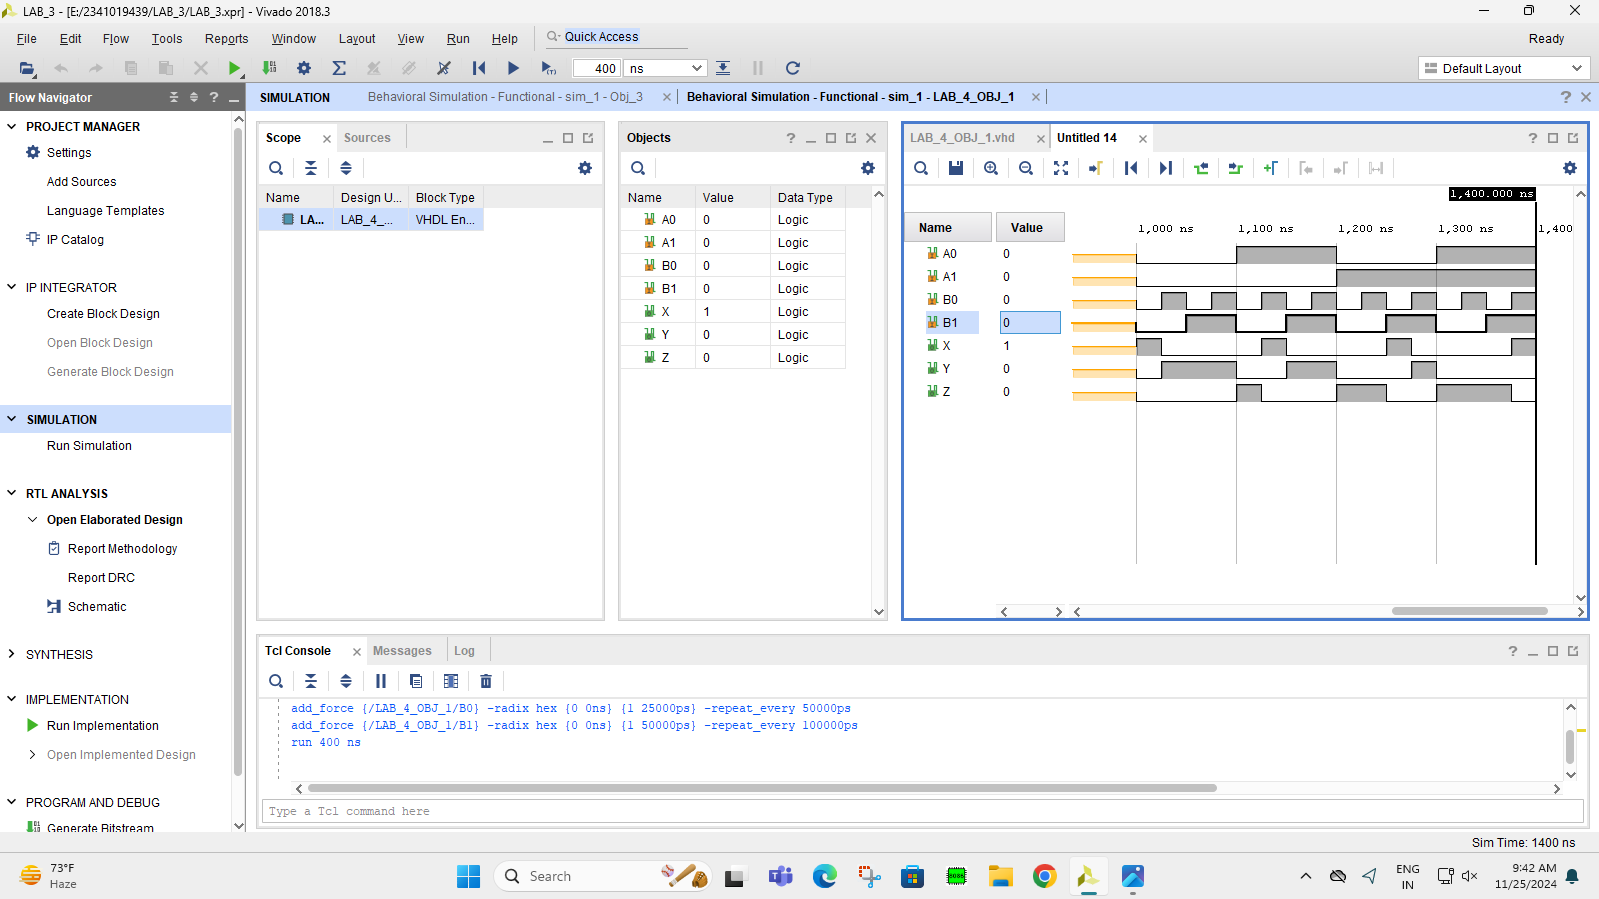 LAB_3 - [E:/2341019439/LAB_3/LAB_3.xpr] - Vivado 2018.3
File Edit Flow Tools Reports Window Layout View Run Help Quick Access Ready
400 ns Default Layout
Flow Navigator
SIMULATION Behavioral Simulation - Functional - sim_1 - Obj_3 Behavioral Simulation - Functional - sim_1 - LAB_4_OBJ_1
PROJECT MANAGER
Settings
Add Sources
Language Templates
IP Catalog
IP INTEGRATOR
Create Block Design
Open Block Design
Generate Block Design
SIMULATION
Run Simulation
RTL ANALYSIS
Open Elaborated Design
Report Methodology
Report DRC
Schematic
SYNTHESIS
IMPLEMENTATION
Run Implementation
Open Implemented Design
PROGRAM AND DEBUG
Generate Bitstream
Scope Sources
Name Design U... Block Type
LA... LAB_4_... VHDL En...
Objects
Name Value Data Type
A0 0 Logic
A1 0 Logic
B0 0 Logic
B1 0 Logic
X 1 Logic
Y 0 Logic
Z 0 Logic
LAB_4_OBJ_1.vhd Untitled 14
1,400.000 ns
Name Value 1,000 ns 1,100 ns 1,200 ns 1,300 ns 1,400
A0 0
A1 0
B0 0
B1 0
X 1
Y 0
Z 0
Tcl Console Messages Log
add_force {/LAB_4_OBJ_1/B0} -radix hex {0 0ns} {1 25000ps} -repeat_every 50000ps
add_force {/LAB_4_OBJ_1/B1} -radix hex {0 0ns} {1 50000ps} -repeat_every 100000ps
run 400 ns
Type a Tcl command here
Sim Time: 1400 ns
73°F
Haze
Search
ENG
IN
9:42 AM
11/25/2024